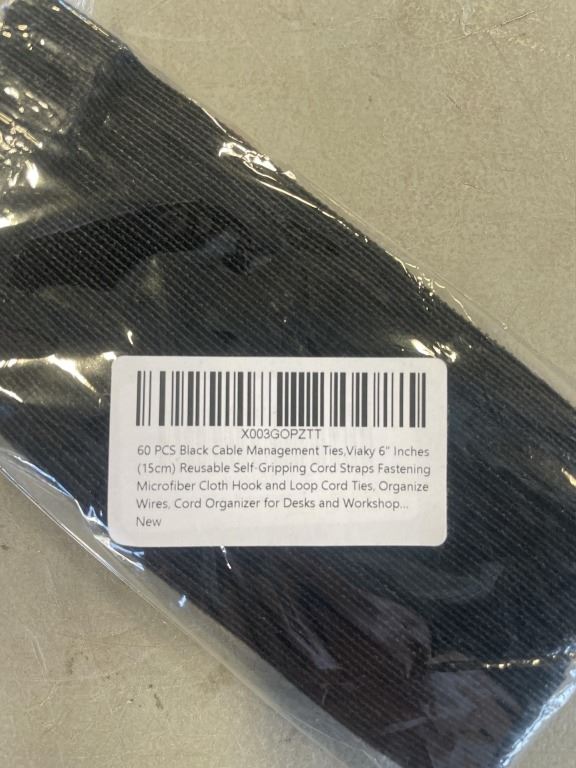 X003GOPZTT
60 PCS Black Cable Management Ties,Viaky 6" Inches
(15cm) Reusable Self-Gripping Cord Straps Fastening
Microfiber Cloth Hook and Loop Cord Ties, Organize
Wires, Cord Organizer for Desks and Workshop...
New